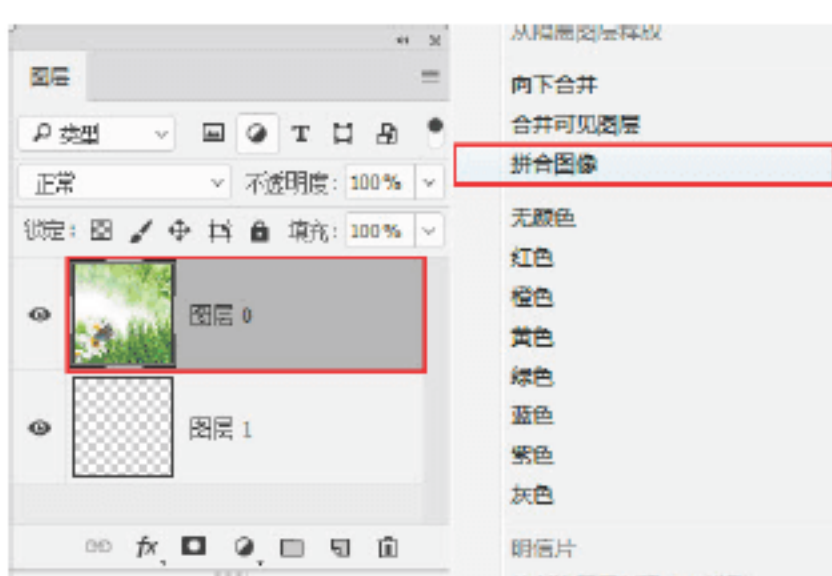 图层
类型
正常
不透明度: 100%
锁定:
填充: 100%
图层 0
图层 1
fx
向下合并
合并可见图层
拼合图像
无颜色
红色
橙色
黄色
绿色
蓝色
紫色
灰色
明信片